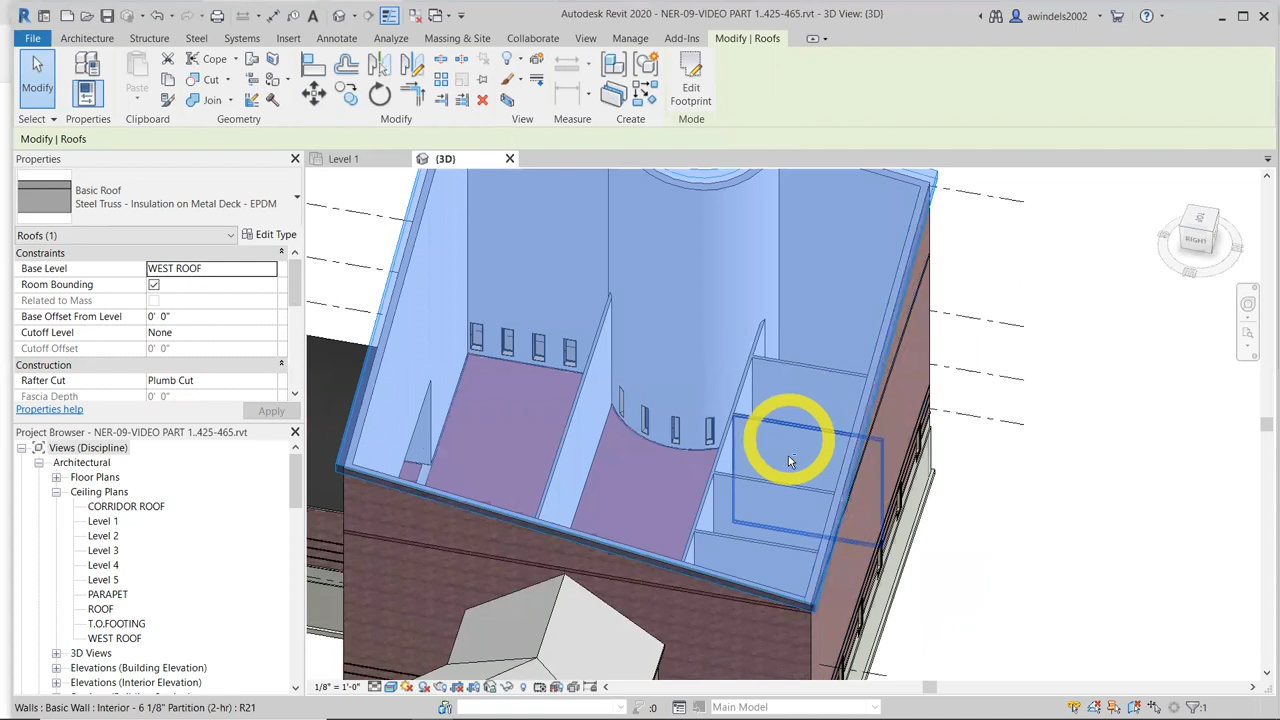 Autodesk Revit 2020 - NER-09-VIDEO PART 1..425-465.rvt:3D View: {3D}
awindels2002
File Architecture Structure Steel Systems Insert Annotate Analyze Massing & Site Collaborate View Manage Add-Ins Modify | Roofs
Modify Paste Cope Cut Join Edit Footprint
Select Properties Clipboard Geometry Modify View Measure Create Mode
Modify | Roofs
Properties
Level 1
{3D}
Basic Roof
Steel Truss - Insulation on Metal Deck - EPDM
Roofs (1)
Edit Type
Constraints
Base Level WEST ROOF
Room Bounding
Related to Mass
Base Offset From Level 0' 0"
Cutoff Level None
Cutoff Offset 0' 0"
Construction
Rafter Cut Plumb Cut
Fascia Depth 0' 0"
Properties help
Apply
TOP
RIGHT
Project Browser - NER-09-VIDEO PART 1..425-465.rvt
Views (Discipline)
Architectural
Floor Plans
Ceiling Plans
CORRIDOR ROOF
Level 1
Level 2
Level 3
Level 4
Level 5
PARAPET
ROOF
T.O.FOOTING
WEST ROOF
3D Views
Elevations (Building Elevation)
Elevations (Interior Elevation)
1/8" = 1'-0"
Walls : Basic Wall : Interior - 6 1/8" Partition (2-hr) : R21
:0
Main Model
:1